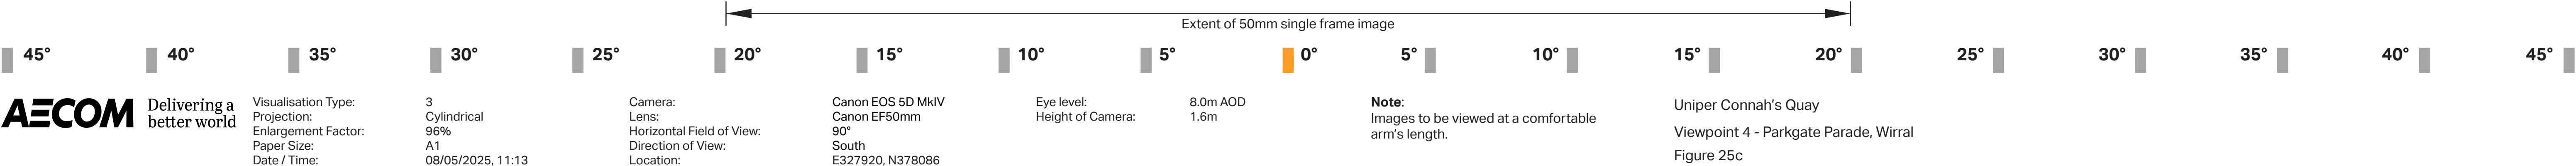 Extent of 50mm single frame image
45° 40° 35° 30° 25° 20° 15° 10° 5° 0° 5° 10° 15° 20° 25° 30° 35° 40° 45°
AECOM
Delivering a
better world
Visualisation Type: 3
Projection: Cylindrical
Enlargement Factor: 96%
Paper Size: A1
Date / Time: 08/05/2025, 11:13
Camera: Canon EOS 5D MkIV
Lens: Canon EF50mm
Horizontal Field of View: 90°
Direction of View: South
Location: E327920, N378086
Eye level: 8.0m AOD
Height of Camera: 1.6m
Note:
Images to be viewed at a comfortable
arm's length.
Uniper Connah's Quay
Viewpoint 4 - Parkgate Parade, Wirral
Figure 25c